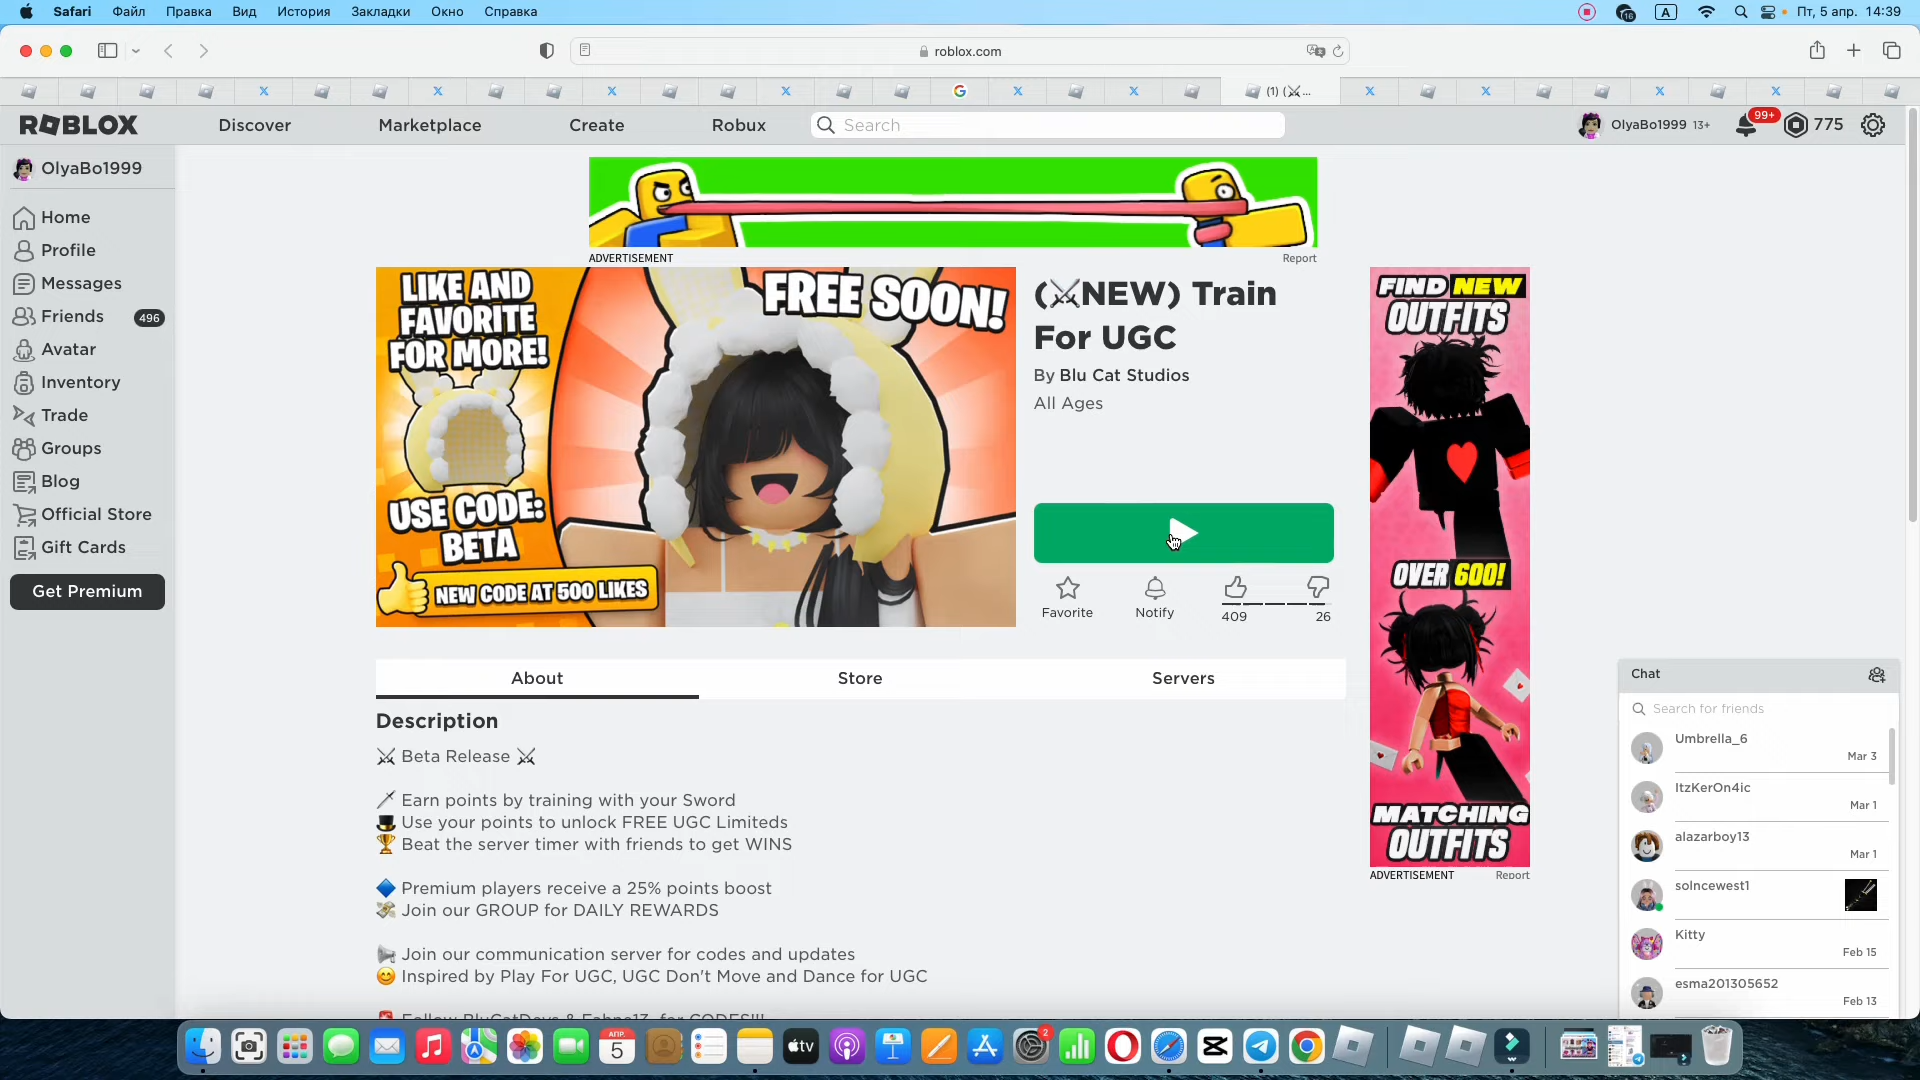 Safari Файл Правка Вид История Закладки Окно Справка
16 A Пт, 5 апр. 14:39
roblox.com
(1) (⚔...
ROBLOX Discover Marketplace Create Robux Search OlyaBo1999 13+ 99+ 775
OlyaBo1999
Home
Profile
Messages
Friends 496
Avatar
Inventory
Trade
Groups
Blog
Official Store
Gift Cards
Get Premium
ADVERTISEMENT Report
LIKE AND
FAVORITE
FOR MORE!
FREE SOON!
USE CODE:
BETA
NEW CODE AT 500 LIKES
(⚔NEW) Train
For UGC
By Blu Cat Studios
All Ages
Favorite Notify 409 26
FIND NEW
OUTFITS
OVER 600!
MATCHING
OUTFITS
ADVERTISEMENT Report
About Store Servers
Description
⚔ Beta Release ⚔
🗡 Earn points by training with your Sword
🎩 Use your points to unlock FREE UGC Limiteds
🏆 Beat the server timer with friends to get WINS
🔷 Premium players receive a 25% points boost
💸 Join our GROUP for DAILY REWARDS
📢 Join our communication server for codes and updates
😊 Inspired by Play For UGC, UGC Don't Move and Dance for UGC
Chat
Search for friends
Umbrella_6
Mar 3
ItzKerOn4ic
Mar 1
alazarboy13
Mar 1
solncewest1
Kitty
Feb 15
esma201305652
Feb 13
АПР.
5
tv
2